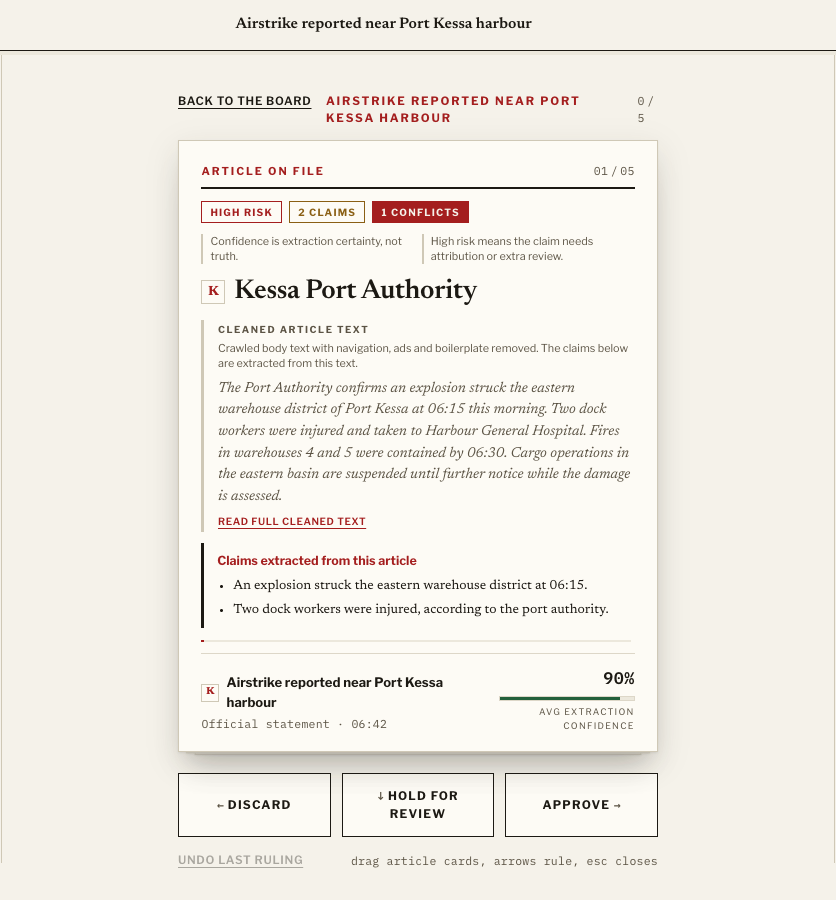 Airstrike reported near Port Kessa harbour
BACK TO THE BOARD
AIRSTRIKE REPORTED NEAR PORT
KESSA HARBOUR
0 /
5
ARTICLE ON FILE
01 / 05
HIGH RISK
2 CLAIMS
1 CONFLICTS
Confidence is extraction certainty, not
truth.
High risk means the claim needs
attribution or extra review.
K
Kessa Port Authority
CLEANED ARTICLE TEXT
Crawled body text with navigation, ads and boilerplate removed. The claims below
are extracted from this text.
The Port Authority confirms an explosion struck the eastern
warehouse district of Port Kessa at 06:15 this morning. Two dock
workers were injured and taken to Harbour General Hospital. Fires
in warehouses 4 and 5 were contained by 06:30. Cargo operations in
the eastern basin are suspended until further notice while the damage
is assessed.
READ FULL CLEANED TEXT
Claims extracted from this article
• An explosion struck the eastern warehouse district at 06:15.
• Two dock workers were injured, according to the port authority.
K
Airstrike reported near Port Kessa
harbour
Official statement · 06:42
90%
AVG EXTRACTION
CONFIDENCE
← DISCARD
↓ HOLD FOR
REVIEW
APPROVE →
UNDO LAST RULING
drag article cards, arrows rule, esc closes